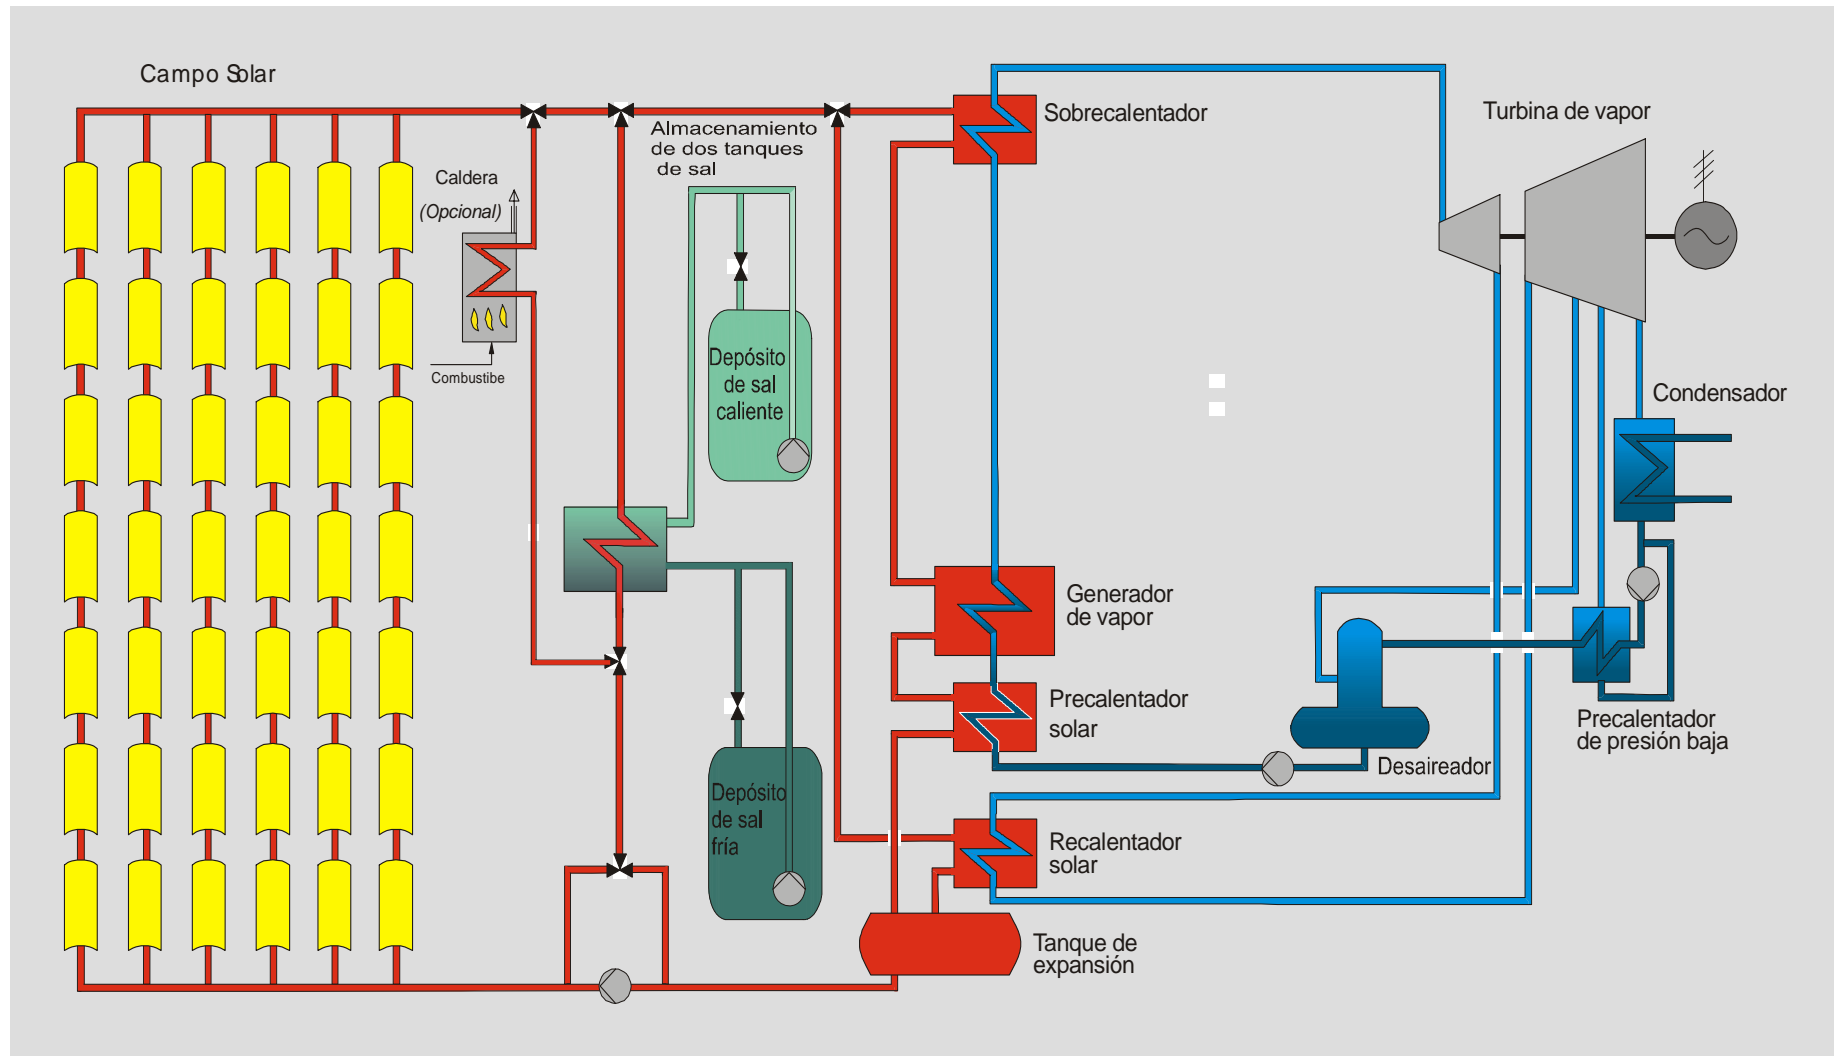 Campo Solar
Sobrecalentador
Turbina de vapor
Almacenamiento
de dos tanques
de sal
Caldera
(Opcional)
Combustibe
Depósito
de sal
caliente
Condensador
Generador
de vapor
Precalentador
solar
Precalentador
de presión baja
Desaireador
Depósito
de sal
fría
Recalentador
solar
Tanque de
expansión